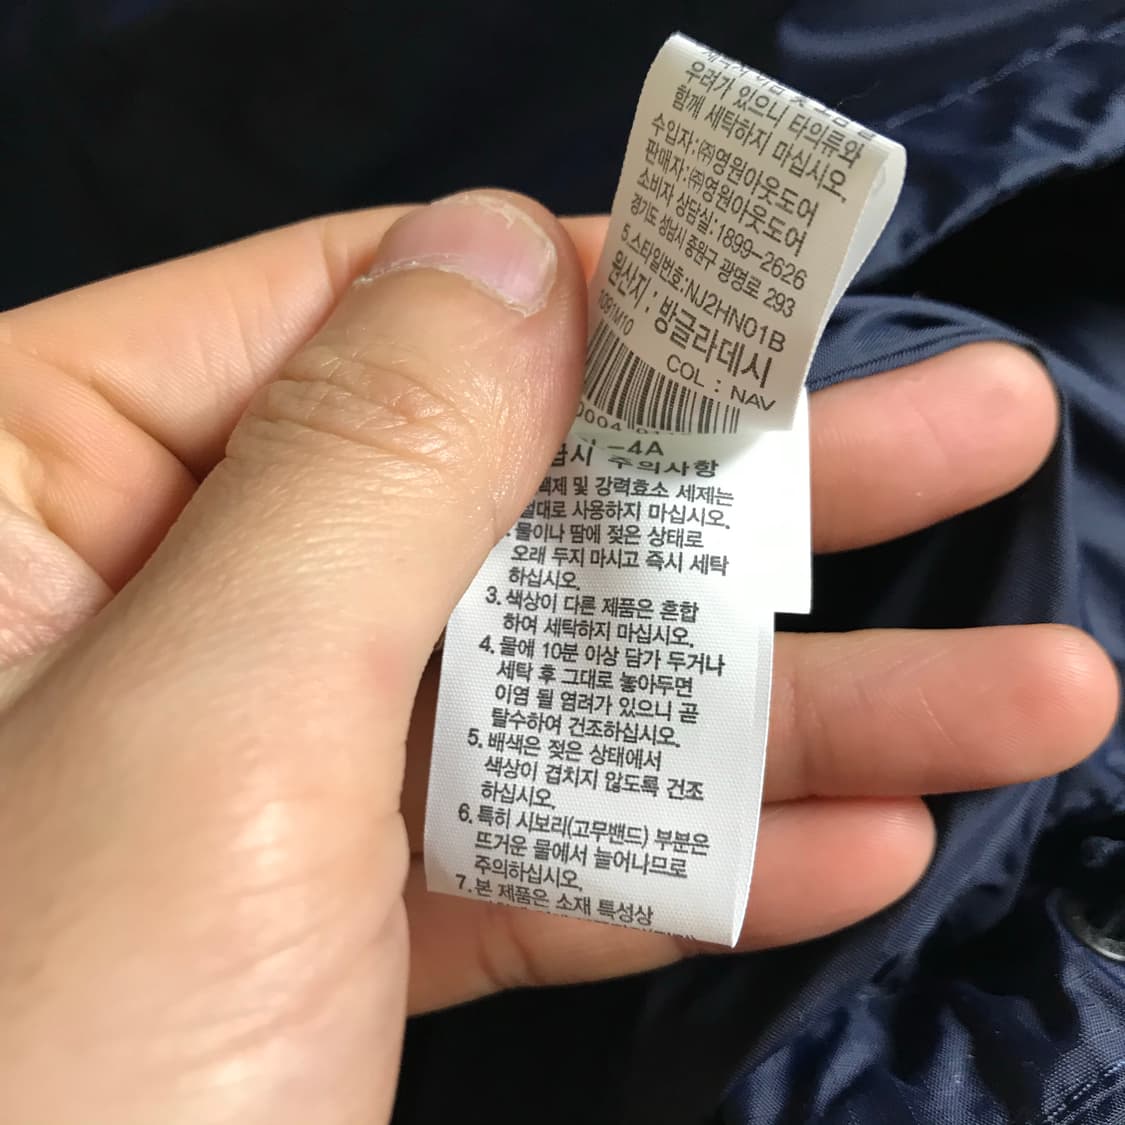 우려가 있으니 타의류와
함께 세탁하지 마십시오.
수입자:㈜영원아웃도어
판매자:㈜영원아웃도어
소비자 상담실:1899-2626
경기도 성남시 중원구 광명로 293
5.스타일번호:NJ2HN01B
원산지 : 방글라데시
1091M10
COL : NAV
0004
-4A
급시 주의사항
백제 및 강력효소 세제는
절대로 사용하지 마십시오.
물이나 땀에 젖은 상태로
오래 두지 마시고 즉시 세탁
하십시오.
3. 색상이 다른 제품은 혼합
하여 세탁하지 마십시오.
4. 물에 10분 이상 담가 두거나
세탁 후 그대로 놓아두면
이염 될 염려가 있으니 곧
탈수하여 건조하십시오.
5. 배색은 젖은 상태에서
색상이 겹치지 않도록 건조
하십시오.
6. 특히 시보리(고무밴드) 부분은
뜨거운 물에서 늘어나므로
주의하십시오.
7. 본 제품은 소재 특성상